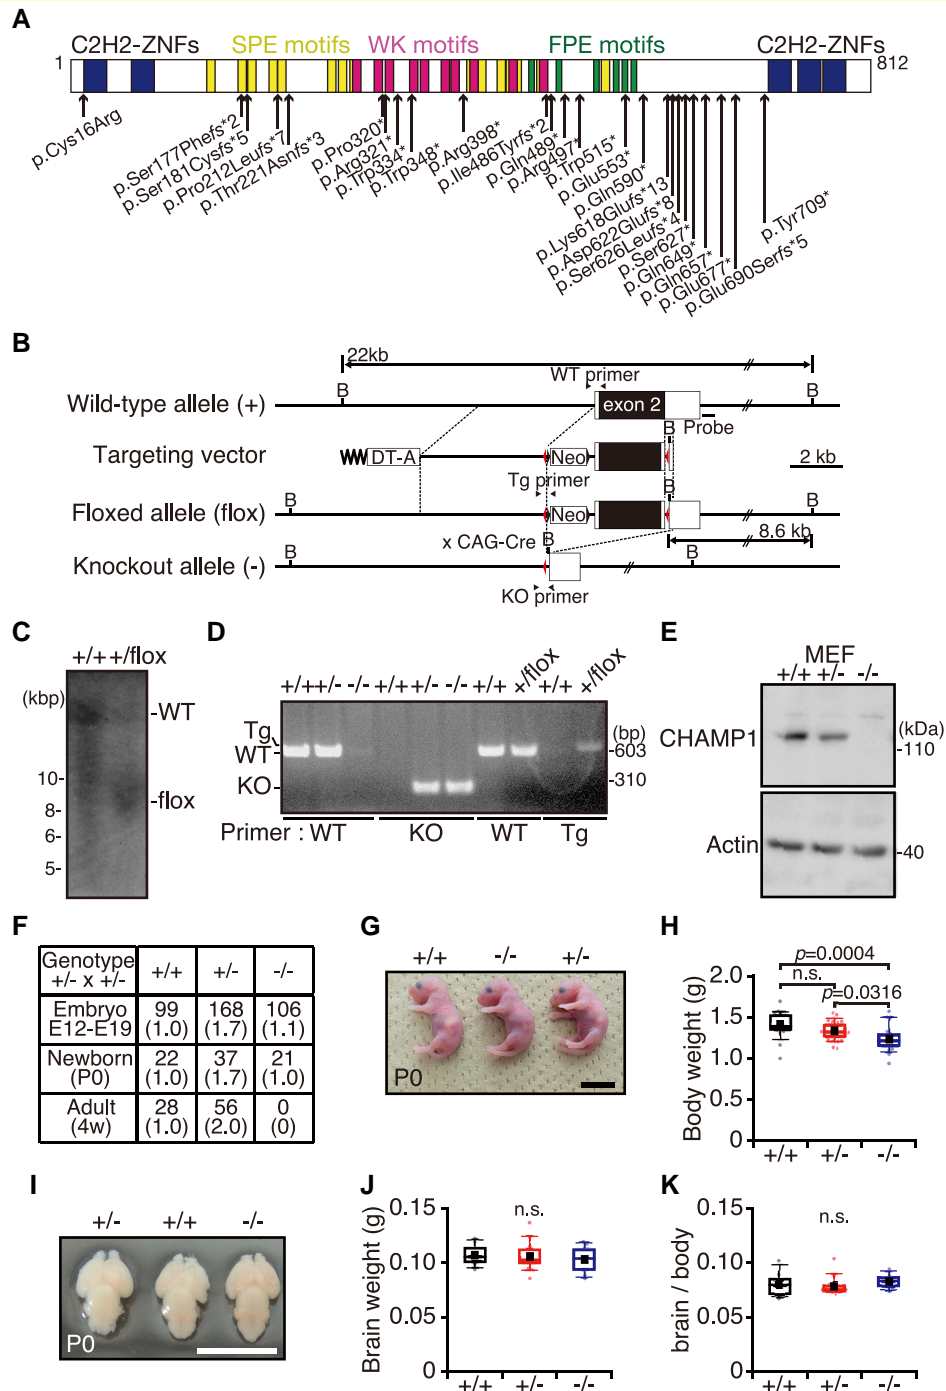 A
C2H2-ZNFs SPE motifs WK motifs FPE motifs C2H2-ZNFs
1 812
p.Cys16Arg
p.Ser177Phefs*2
p.Ser181Cysfs*5
p.Pro212Leufs*7
p.Thr221Asnfs*3
p.Pro320*
p.Arg321*
p.Trp334*
p.Trp348*
p.Arg398*
p.Ile486Tyrfs*2
p.Gln489*
p.Arg497*
p.Trp515*
p.Glu553*
p.Gln590*
p.Lys618Glufs*13
p.Asp622Glufs*8
p.Ser626Leufs*4
p.Ser627*
p.Gln649*
p.Gln657*
p.Glu677*
p.Glu690Serfs*5
p.Tyr709*
B
22kb
WT primer
B B
Wild-type allele (+) exon 2
Probe
B
Targeting vector DT-A Neo
2 kb
Tg primer
B B B
Floxed allele (flox) Neo
8.6 kb
x CAG-Cre B
B B
Knockout allele (-)
KO primer
C
+/+ +/flox
(kbp)
-WT
10-
-flox
8-
6-
5-
D
+/+ +/- -/- +/+ +/- -/- +/+ +/flox +/+ +/flox
Tg
WT
KO-
(bp)
-603
-310
Primer : WT KO WT Tg
E
MEF
+/+ +/- -/-
CHAMP1
(kDa)
-110
Actin
-40
F
Genotype
+/- x +/- +/+ +/- -/-
Embryo 99 168 106
E12-E19 (1.0) (1.7) (1.1)
Newborn 22 37 21
(P0) (1.0) (1.7) (1.0)
Adult 28 56 0
(4w) (1.0) (2.0) (0)
G
+/+ -/- +/-
P0
H
p=0.0004
n.s.
p=0.0316
Body weight (g)
2.0
1.5
1.0
0.5
0
+/+ +/- -/-
I
+/- +/+ -/-
P0
J
Brain weight (g)
n.s.
0.15
0.10
0.05
0
+/+ +/- -/-
K
brain / body
n.s.
0.15
0.10
0.05
0
+/+ +/- -/-